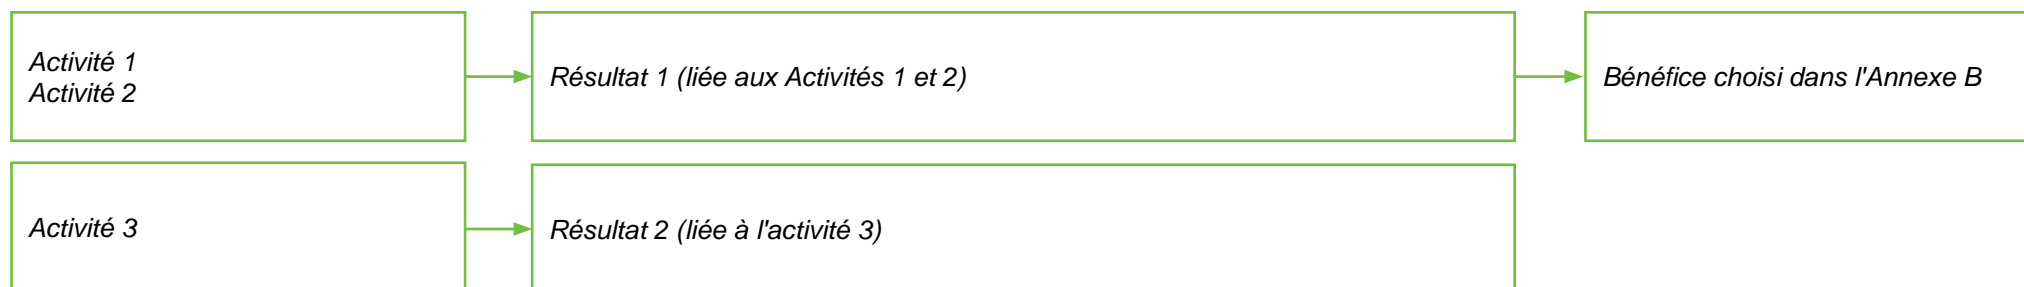 Activité 1
Activité 2
Résultat 1 (liée aux Activités 1 et 2)
Bénéfice choisi dans l'Annexe B
Activité 3
Résultat 2 (liée à l'activité 3)